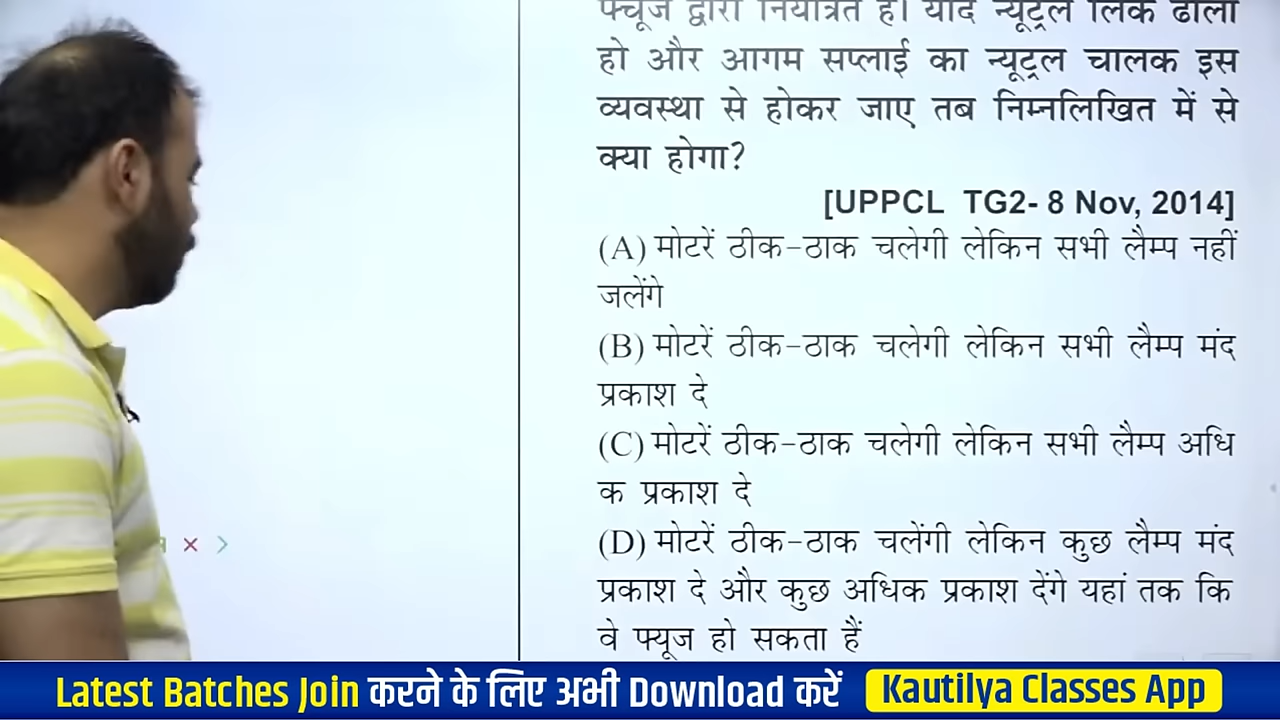 फ्यूज द्वारा नियंत्रित है। यदि न्यूट्रल लिंक ढीला
हो और आगम सप्लाई का न्यूट्रल चालक इस
व्यवस्था से होकर जाए तब निम्नलिखित में से
क्या होगा?
[UPPCL TG2- 8 Nov, 2014]
(A) मोटरें ठीक-ठाक चलेगी लेकिन सभी लैम्प नहीं
जलेंगे
(B) मोटरें ठीक-ठाक चलेगी लेकिन सभी लैम्प मंद
प्रकाश दे
(C) मोटरें ठीक-ठाक चलेगी लेकिन सभी लैम्प अधि
क प्रकाश दे
(D) मोटरें ठीक-ठाक चलेंगी लेकिन कुछ लैम्प मंद
प्रकाश दे और कुछ अधिक प्रकाश देंगे यहां तक कि
वे फ्यूज हो सकता हैं
Latest Batches Join करने के लिए अभी Download करें Kautilya Classes App